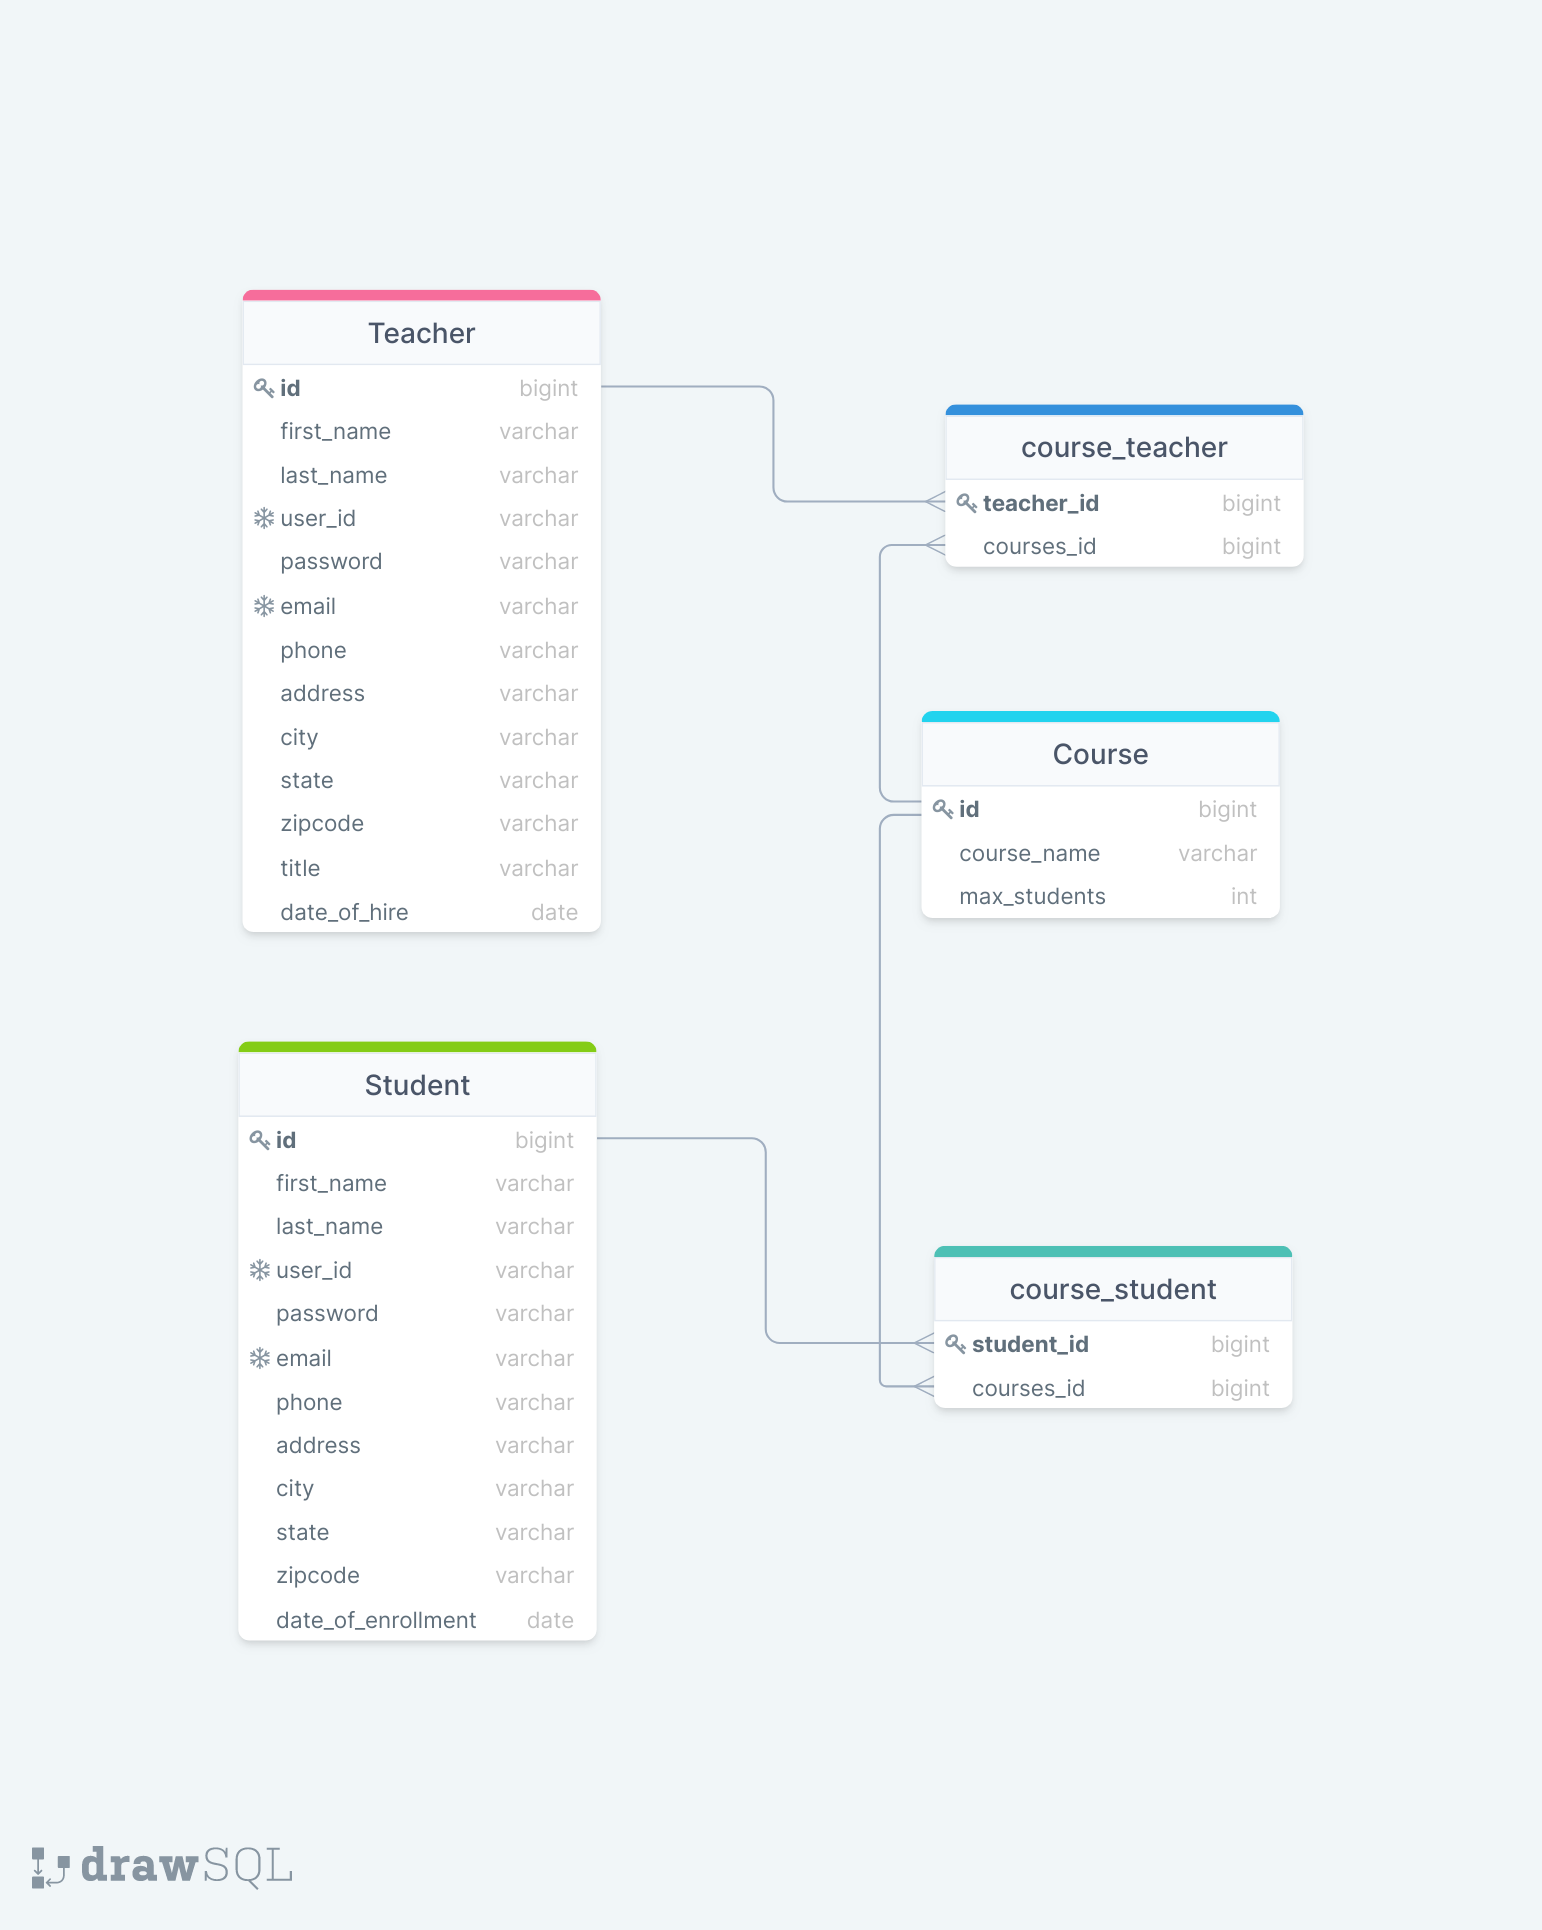 Teacher
id bigint
first_name varchar
last_name varchar
user_id varchar
password varchar
email varchar
phone varchar
address varchar
city varchar
state varchar
zipcode varchar
title varchar
date_of_hire date
course_teacher
teacher_id bigint
courses_id bigint
Course
id bigint
course_name varchar
max_students int
Student
id bigint
first_name varchar
last_name varchar
user_id varchar
password varchar
email varchar
phone varchar
address varchar
city varchar
state varchar
zipcode varchar
date_of_enrollment date
course_student
student_id bigint
courses_id bigint
drawSQL